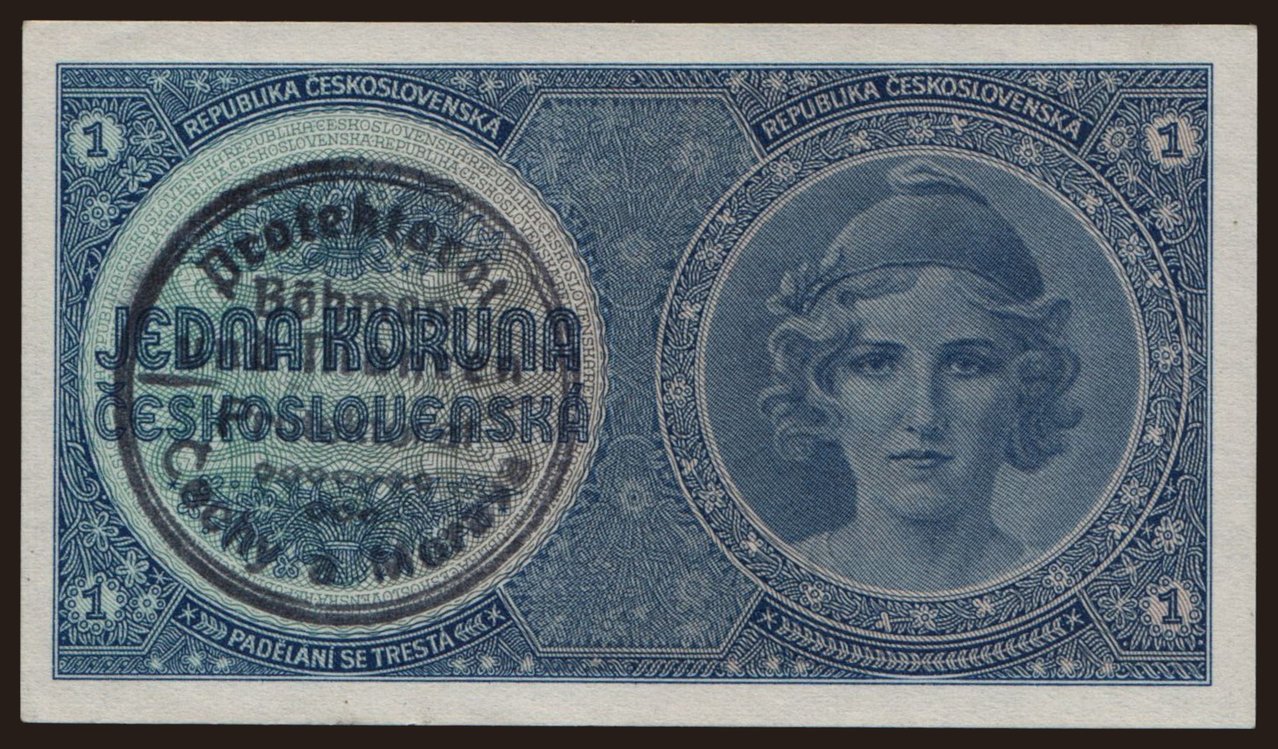 1
REPUBLIKA ČESKOSLOVENSKÁ
REPUBLIKA ČESKOSLOVENSKÁ
1
Protektorat
Böhmen
JEDNA KORUNA
ČESKOSLOVENSKÁ
Čechy a Morava
1
PADĚLÁNÍ SE TRESTÁ
1